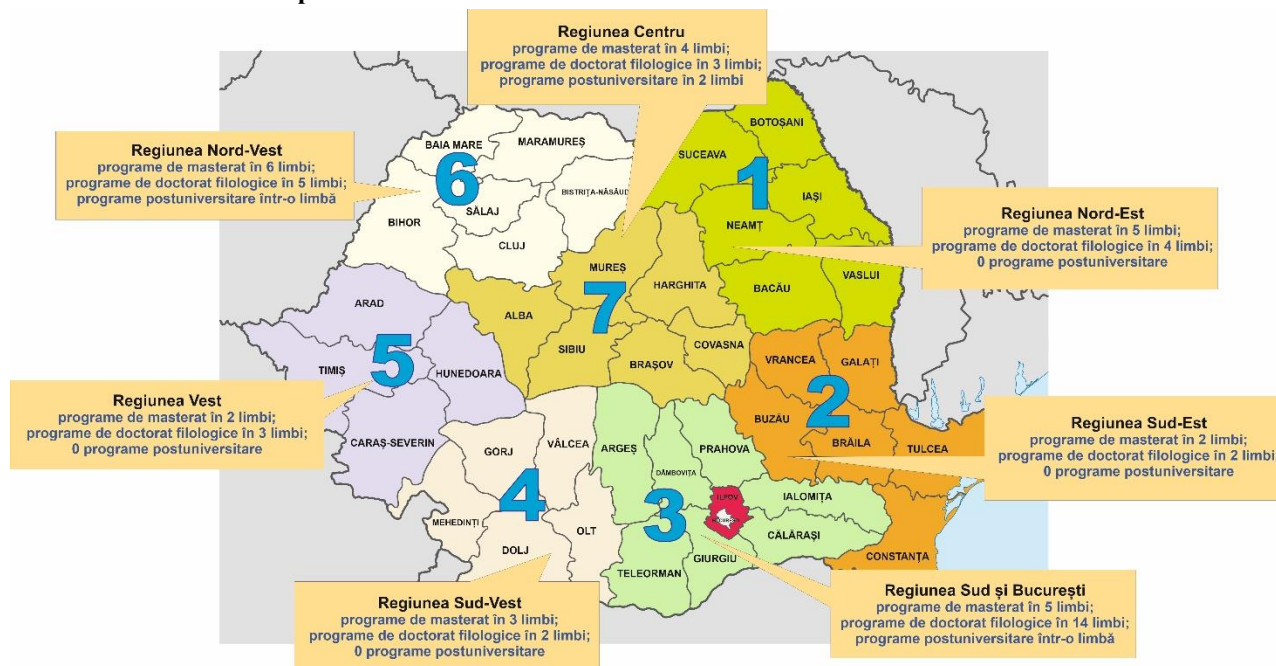 Regiunea Centru
programe de masterat în 4 limbi;
programe de doctorat filologice în 3 limbi;
programe postuniversitare în 2 limbi
Regiunea Nord-Vest
programe de masterat în 6 limbi;
programe de doctorat filologice în 5 limbi;
programe postuniversitare într-o limbă
Regiunea Nord-Est
programe de masterat în 5 limbi;
programe de doctorat filologice în 4 limbi;
0 programe postuniversitare
Regiunea Vest
programe de masterat în 2 limbi;
programe de doctorat filologice în 3 limbi;
0 programe postuniversitare
Regiunea Sud-Est
programe de masterat în 2 limbi;
programe de doctorat filologice în 2 limbi;
0 programe postuniversitare
Regiunea Sud-Vest
programe de masterat în 3 limbi;
programe de doctorat filologice în 2 limbi;
0 programe postuniversitare
Regiunea Sud și București
programe de masterat în 5 limbi;
programe de doctorat filologice în 14 limbi;
programe postuniversitare într-o limbă
BAIA MARE
MARAMUREȘ
6
SĂLAJ
BISTRIȚA-NĂSĂUD
BIHOR
CLUJ
BOTOȘANI
SUCEAVA
1
IAȘI
NEAMȚ
BACĂU
VASLUI
MUREȘ
HARGHITA
7
ALBA
SIBIU
BRAȘOV
COVASNA
ARAD
5
TIMIȘ
HUNEDOARA
CARAȘ-SEVERIN
VRANCEA
GALAȚI
2
BUZĂU
BRĂILA
TULCEA
CONSTANȚA
GORJ
VÂLCEA
4
MEHEDINȚI
DOLJ
OLT
ARGEȘ
DÂMBOVIȚA
PRAHOVA
3
ILFOV
IALOMIȚA
CĂLĂRAȘI
GIURGIU
TELEORMAN